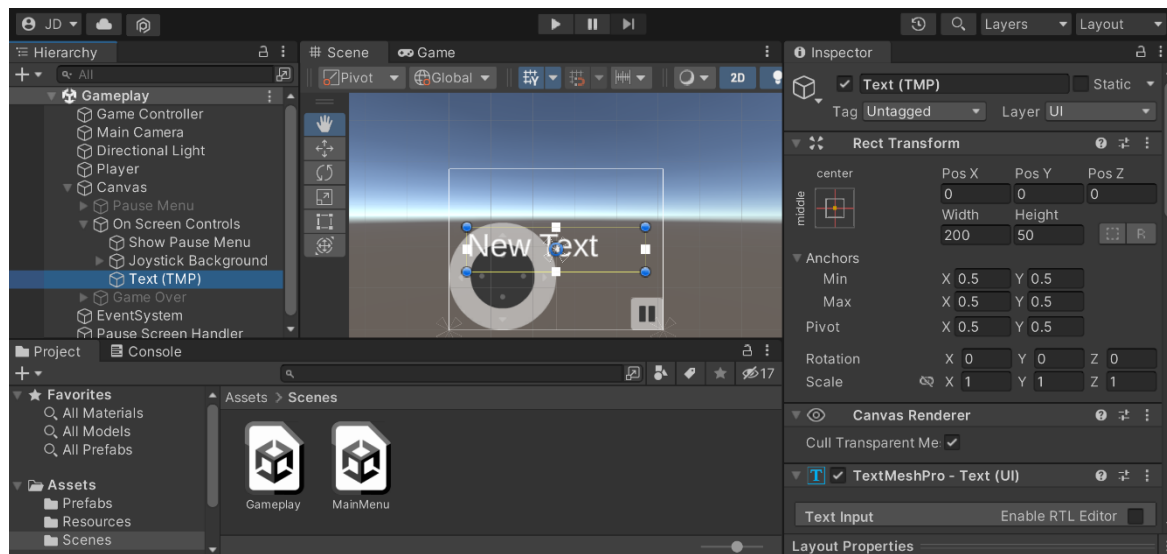 JD
Layers
Layout
Hierarchy
All
Gameplay
Game Controller
Main Camera
Directional Light
Player
Canvas
Pause Menu
On Screen Controls
Show Pause Menu
Joystick Background
Text (TMP)
Game Over
EventSystem
Pause Screen Handler
Scene
Game
Pivot
Global
2D
New Text
Inspector
Text (TMP)
Static
Tag Untagged
Layer UI
Rect Transform
center
Pos X Pos Y Pos Z
middle
0 0 0
Width Height
200 50
R
Anchors
Min X 0.5 Y 0.5
Max X 0.5 Y 0.5
Pivot X 0.5 Y 0.5
Rotation X 0 Y 0 Z 0
Scale X 1 Y 1 Z 1
Canvas Renderer
Cull Transparent Me
TextMeshPro - Text (UI)
Text Input Enable RTL Editor
Layout Properties
Project
Console
17
Favorites
All Materials
All Models
All Prefabs
Assets
Prefabs
Resources
Scenes
Assets > Scenes
Gameplay
MainMenu